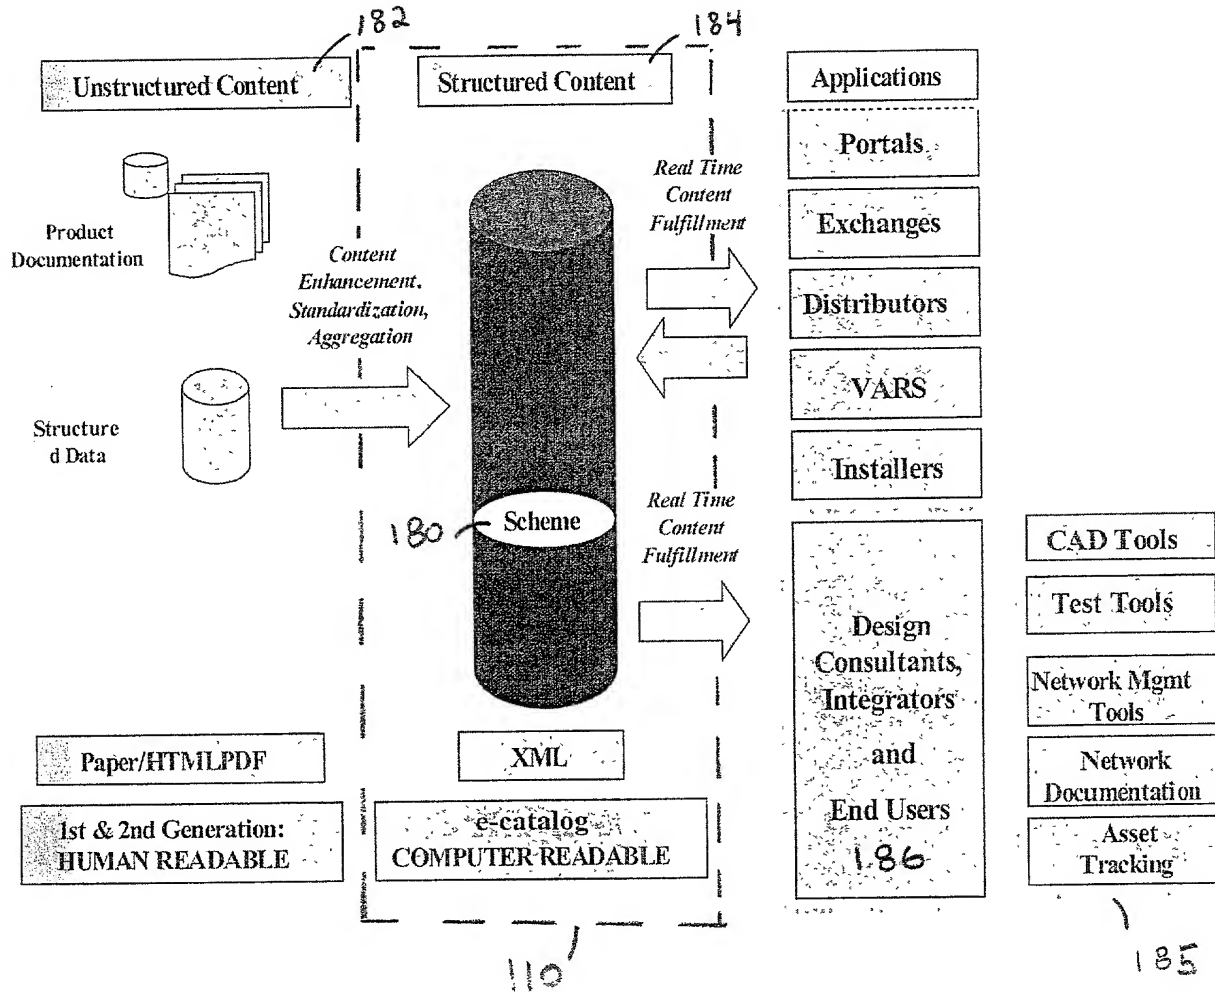 182
184
Unstructured Content
Structured Content
Applications
Portals
Exchanges
Distributors
VARS
Installers
Product
Documentation
Content
Enhancement,
Standardization,
Aggregation
Real Time
Content
Fulfillment
Structure
d Data
180
Scheme
Real Time
Content
Fulfillment
Design
Consultants,
Integrators
and
End Users
186
CAD Tools
Test Tools
Network Mgmt
Tools
Network
Documentation
Asset
Tracking
Paper/HTMLPDF
XML
1st & 2nd Generation:
HUMAN READABLE
e-catalog
COMPUTER READABLE
110
185